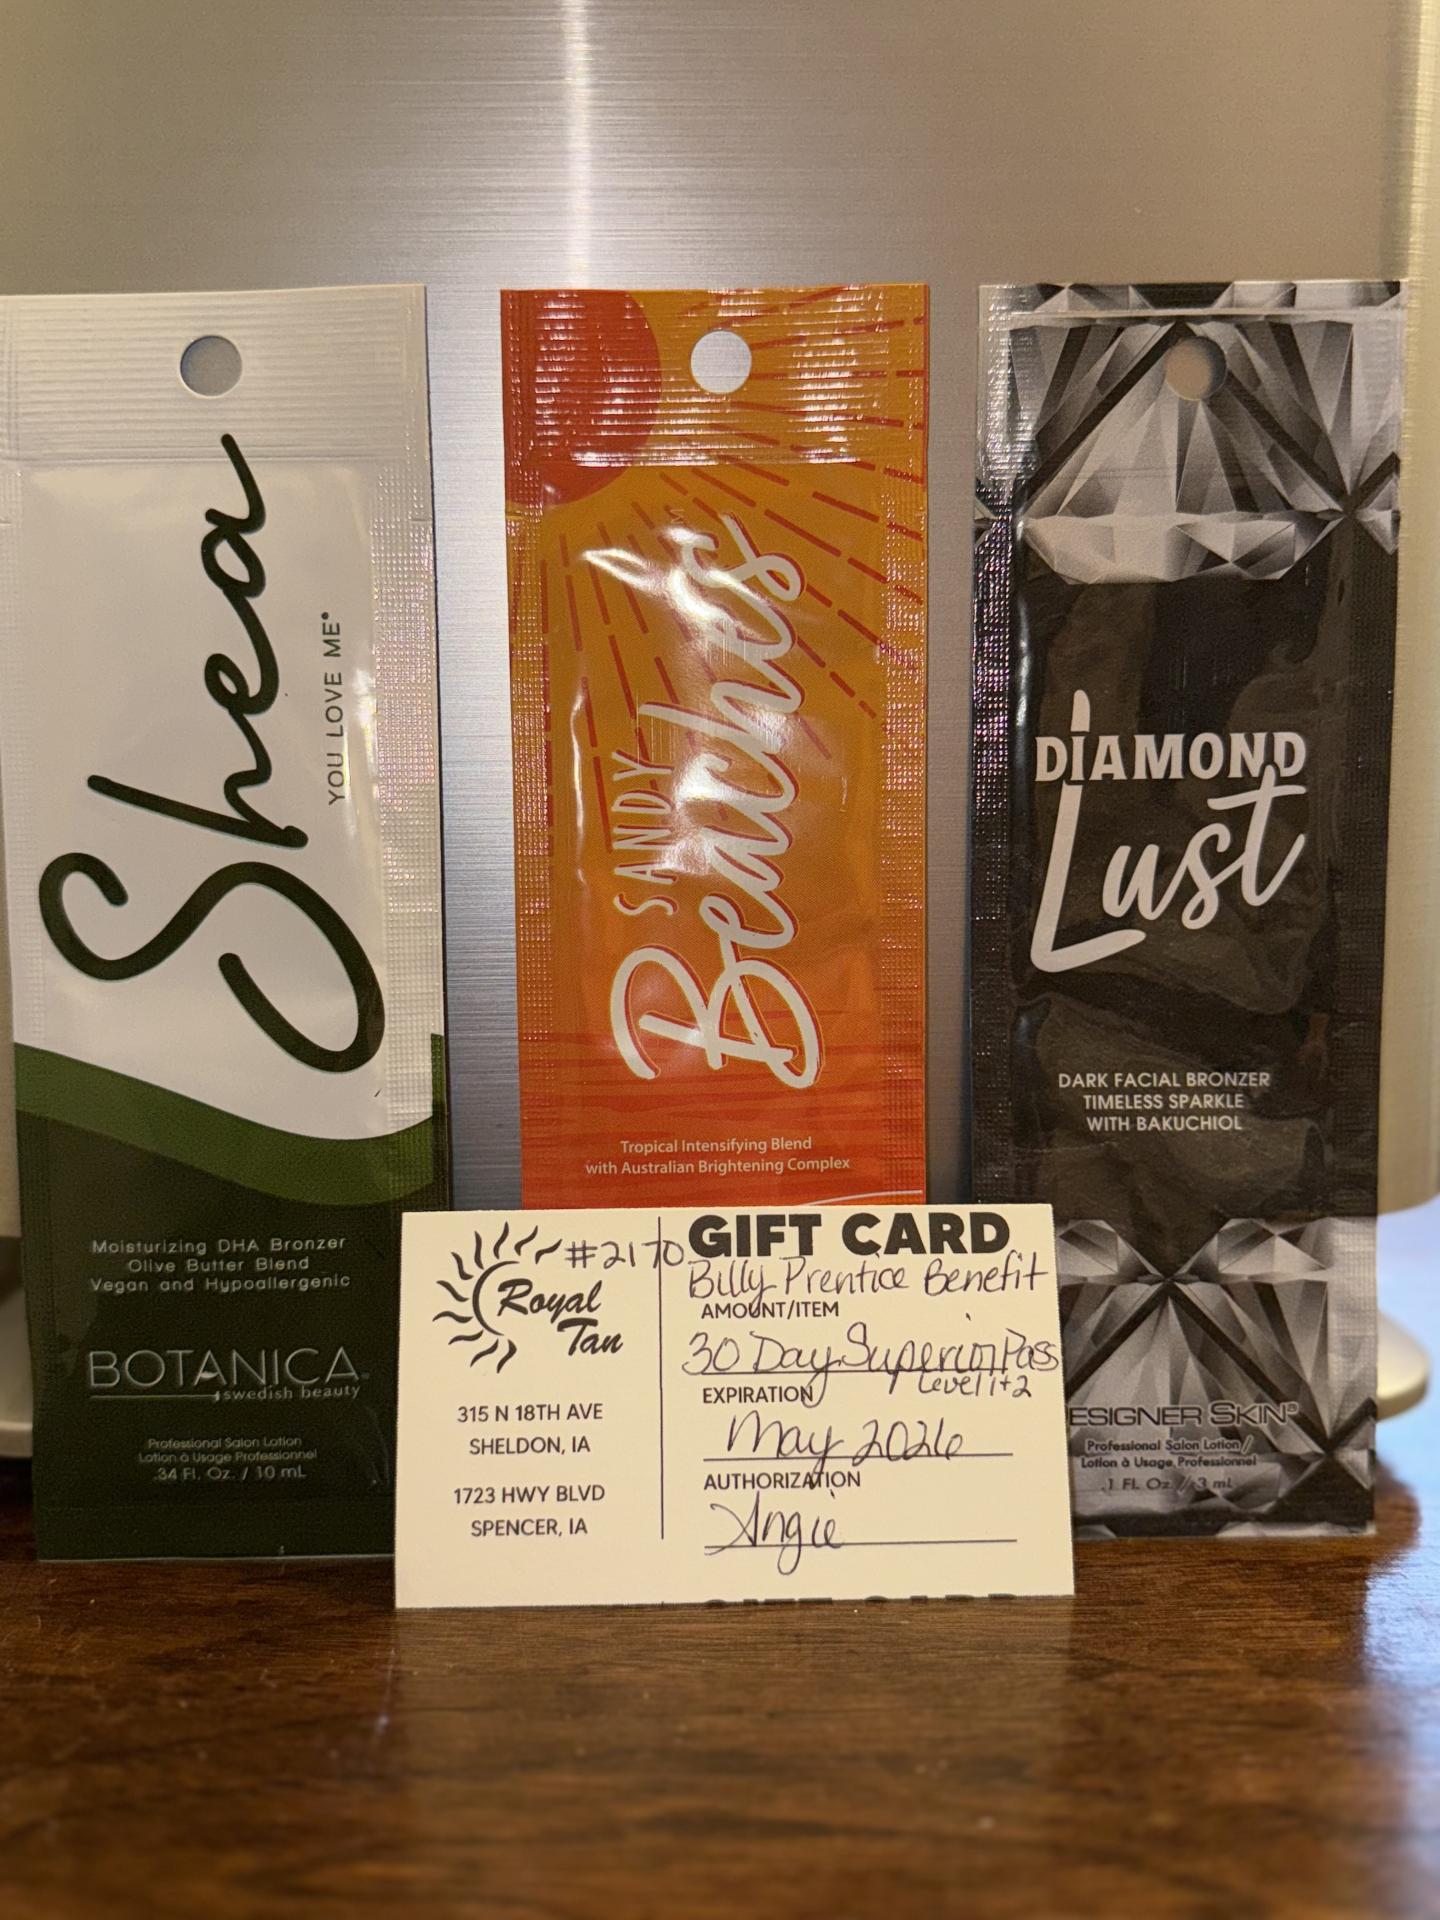 Shea
YOU LOVE ME®
Moisturizing DHA Bronzer
Olive Butter Blend
Vegan and Hypoallergenic
BOTANICA™
swedish beauty
Professional Salon Lotion
Lotion à Usage Professionnel
.34 Fl. Oz. / 10 mL
SANDY
Beaches™
Tropical Intensifying Blend
with Australian Brightening Complex
DIAMOND
Lust
DARK FACIAL BRONZER
TIMELESS SPARKLE
WITH BAKUCHIOL
ESIGNER SKIN®
Professional Salon Lotion/
Lotion à Usage Professionnel
.1 Fl. Oz. / 3 mL
#2170
Royal
Tan
315 N 18TH AVE
SHELDON, IA
1723 HWY BLVD
SPENCER, IA
GIFT CARD
Billy Prentice Benefit
AMOUNT/ITEM
30 Day Superior Pass
Level 1+2
EXPIRATION
May 2026
AUTHORIZATION
Angie